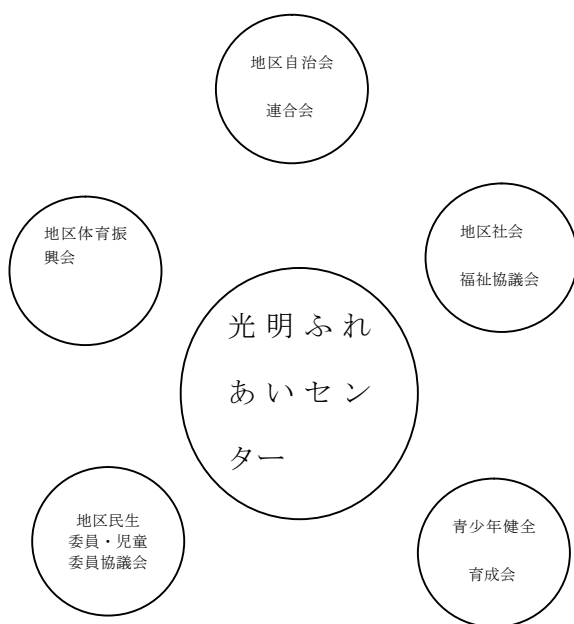 地区自治会
連合会
地区体育振
興会
地区社会
福祉協議会
光明ふれ
あいセン
ター
地区民生
委員・児童
委員協議会
青少年健全
育成会